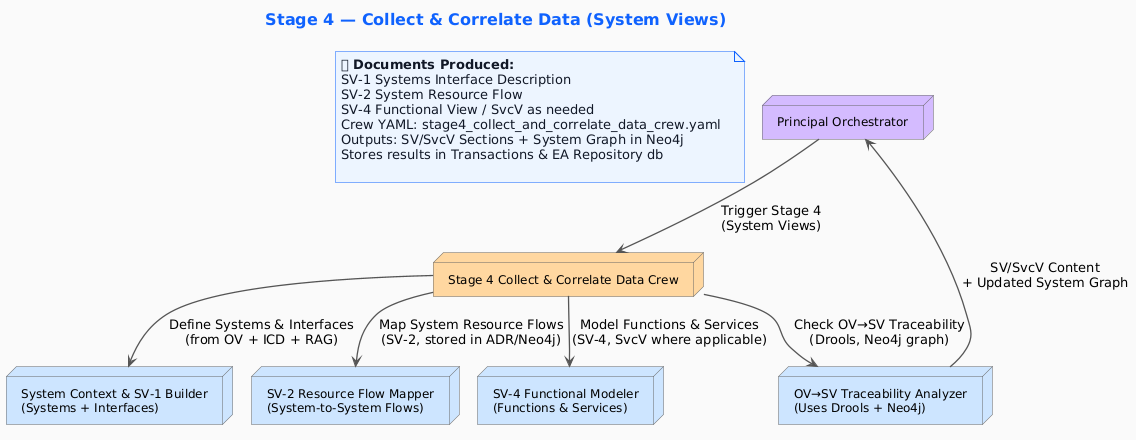 Stage 4 — Collect & Correlate Data (System Views)
Documents Produced:
SV-1 Systems Interface Description
SV-2 System Resource Flow
SV-4 Functional View / SvcV as needed
Crew YAML: stage4_collect_and_correlate_data_crew.yaml
Outputs: SV/SvcV Sections + System Graph in Neo4j
Stores results in Transactions & EA Repository db
Principal Orchestrator
Trigger Stage 4
(System Views)
Stage 4 Collect & Correlate Data Crew
SV/SvcV Content
+ Updated System Graph
Define Systems & Interfaces
(from OV + ICD + RAG)
Map System Resource Flows
(SV-2, stored in ADR/Neo4j)
Model Functions & Services
(SV-4, SvcV where applicable)
Check OV→SV Traceability
(Drools, Neo4j graph)
System Context & SV-1 Builder
(Systems + Interfaces)
SV-2 Resource Flow Mapper
(System-to-System Flows)
SV-4 Functional Modeler
(Functions & Services)
OV→SV Traceability Analyzer
(Uses Drools + Neo4j)